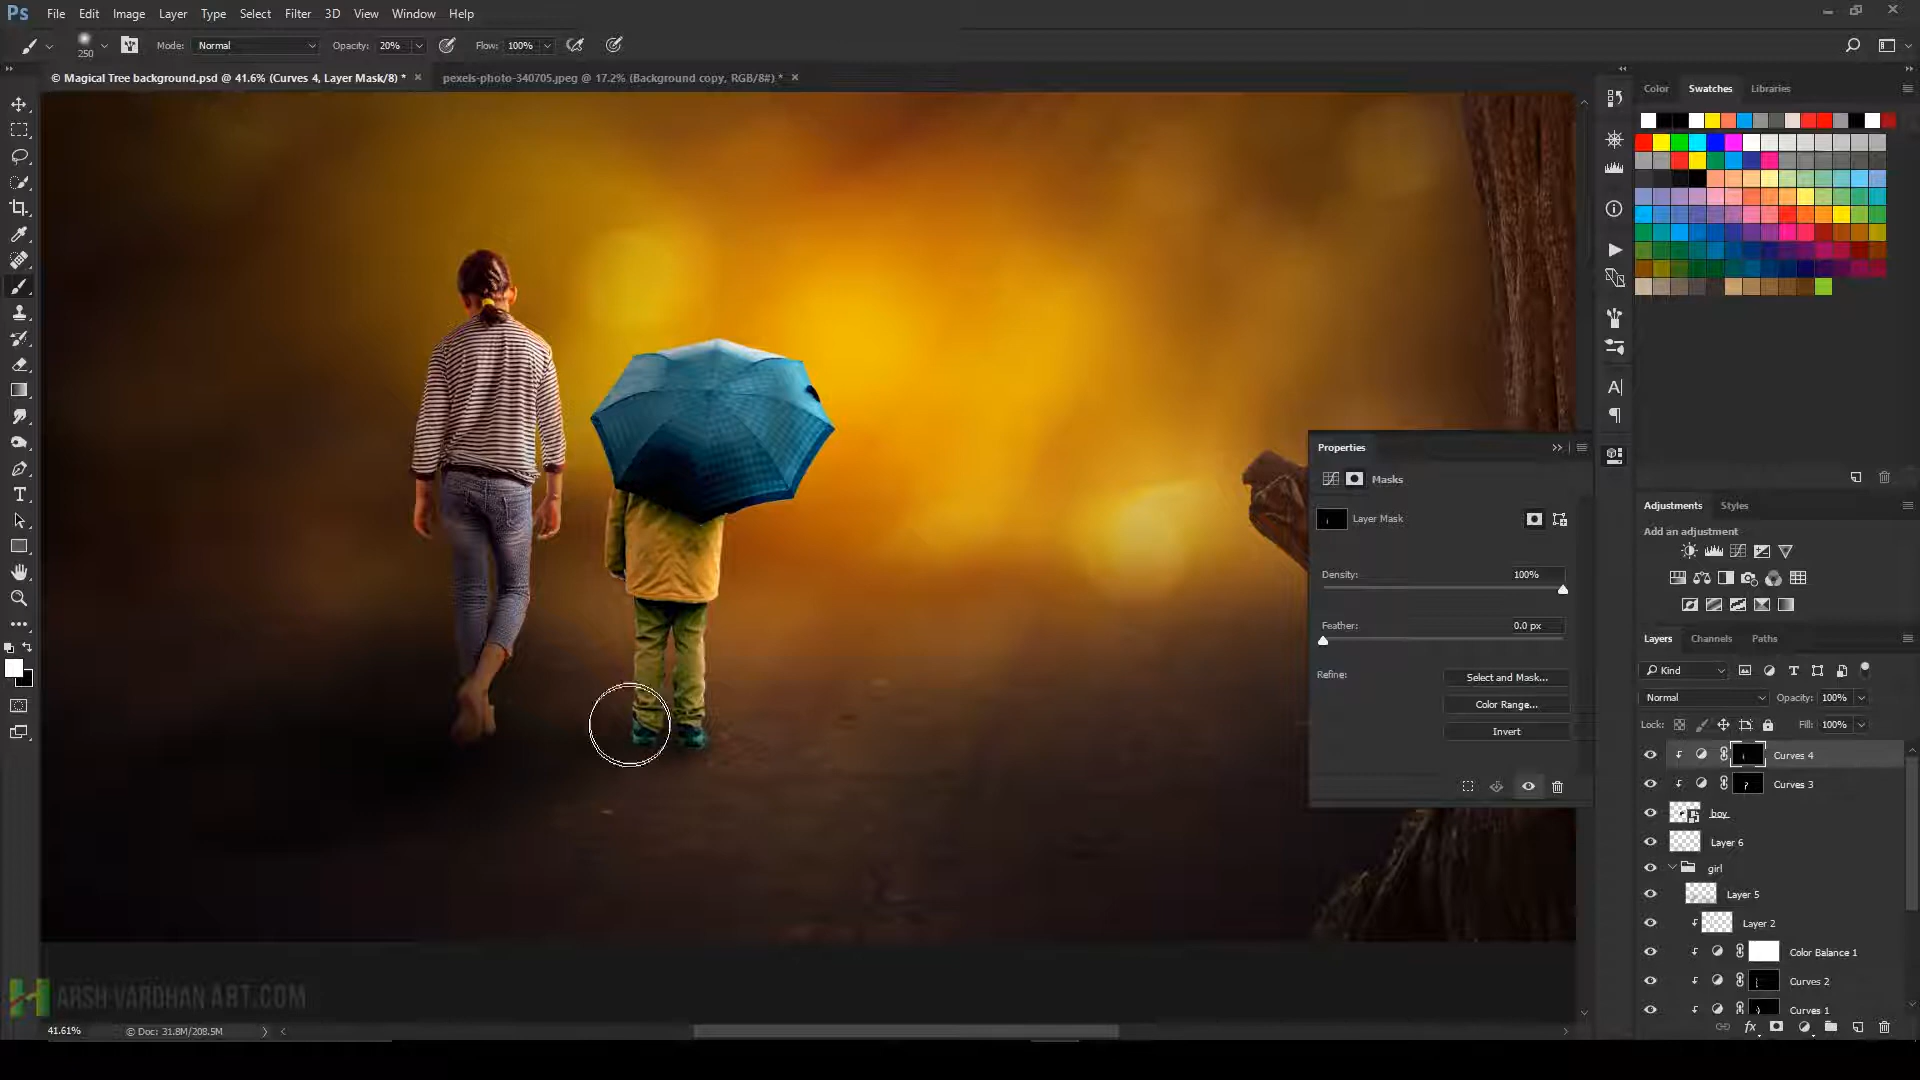 Ps File Edit Image Layer Type Select Filter 3D View Window Help
250 Mode: Normal Opacity: 20% Flow: 100%
© Magical Tree background.psd @ 41.6% (Curves 4, Layer Mask/8) * × pexels-photo-340705.jpeg @ 17.2% (Background copy, RGB/8#) * ×
Color Swatches Libraries
Properties
Masks
Layer Mask
Density: 100%
Feather: 0.0 px
Refine: Select and Mask...
Color Range...
Invert
Adjustments Styles
Add an adjustment
Layers Channels Paths
Kind
Normal Opacity: 100%
Lock: Fill: 100%
Curves 4
Curves 3
boy
Layer 6
girl
Layer 5
Layer 2
Color Balance 1
Curves 2
Curves 1
fx
ARSH VARDHAN ART.COM
41.61% © Doc: 31.8M/208.5M